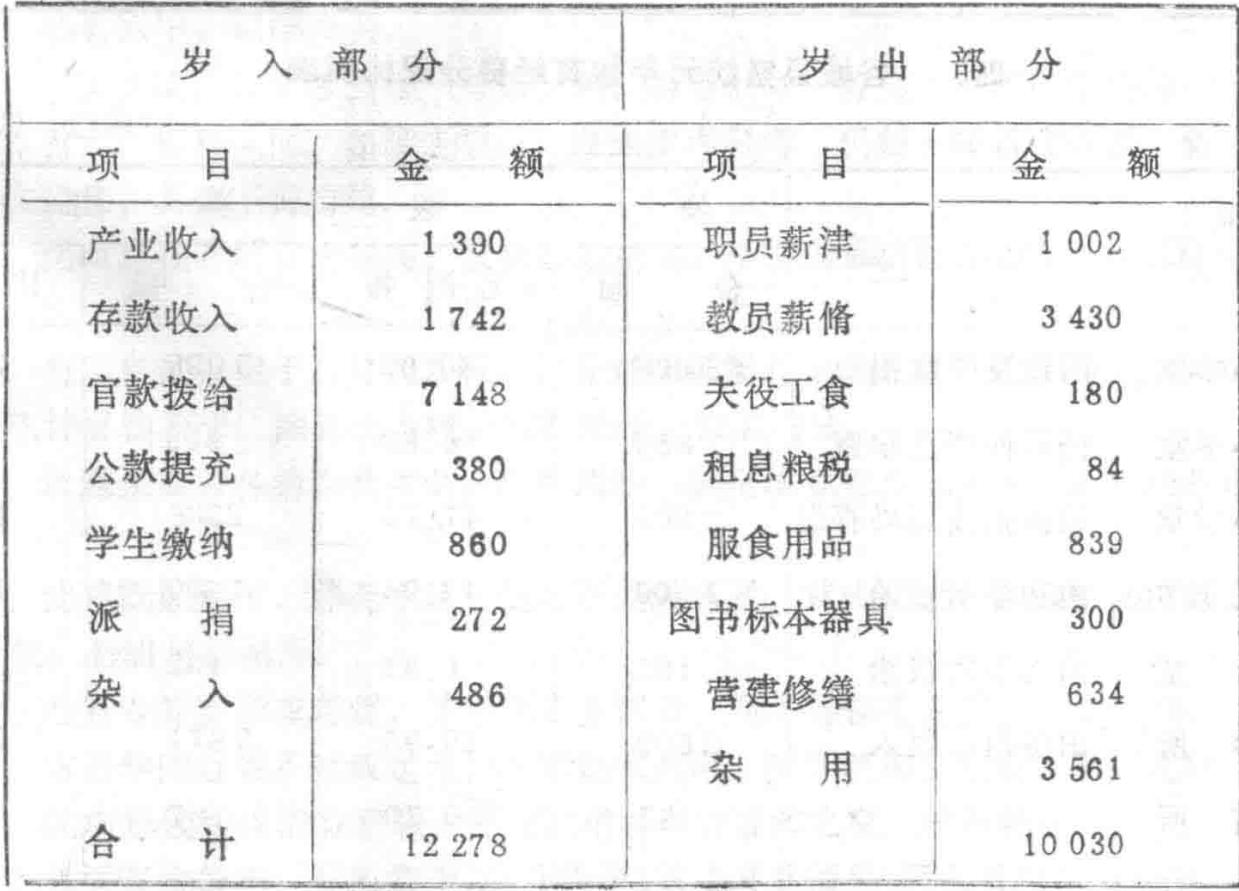 岁入部分 岁出部分
项目 金额 项目 金额
产业收入 1 390 职员薪津 1 002
存款收入 1 742 教员薪脩 3 430
官款拨给 7 148 夫役工食 180
公款提充 380 租息粮税 84
学生缴纳 860 服食用品 839
派捐 272 图书标本器具 300
杂入 486 营建修缮 634
杂用 3 561
合计 12 278 10 030